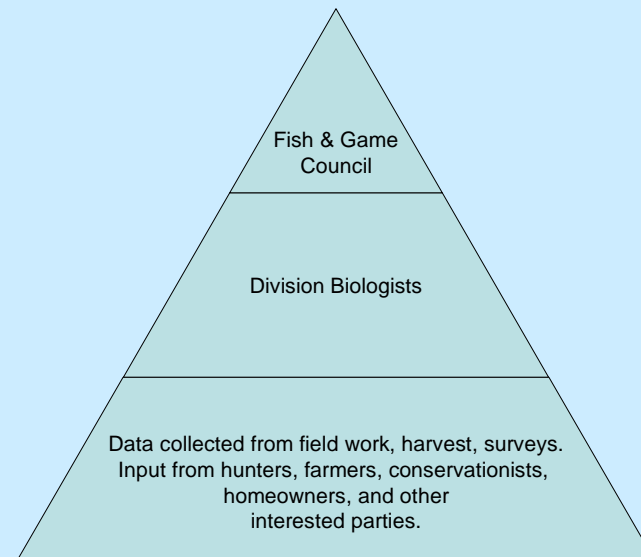 Fish & Game
Council
Division Biologists
Data collected from field work, harvest, surveys.
Input from hunters, farmers, conservationists,
homeowners, and other
interested parties.